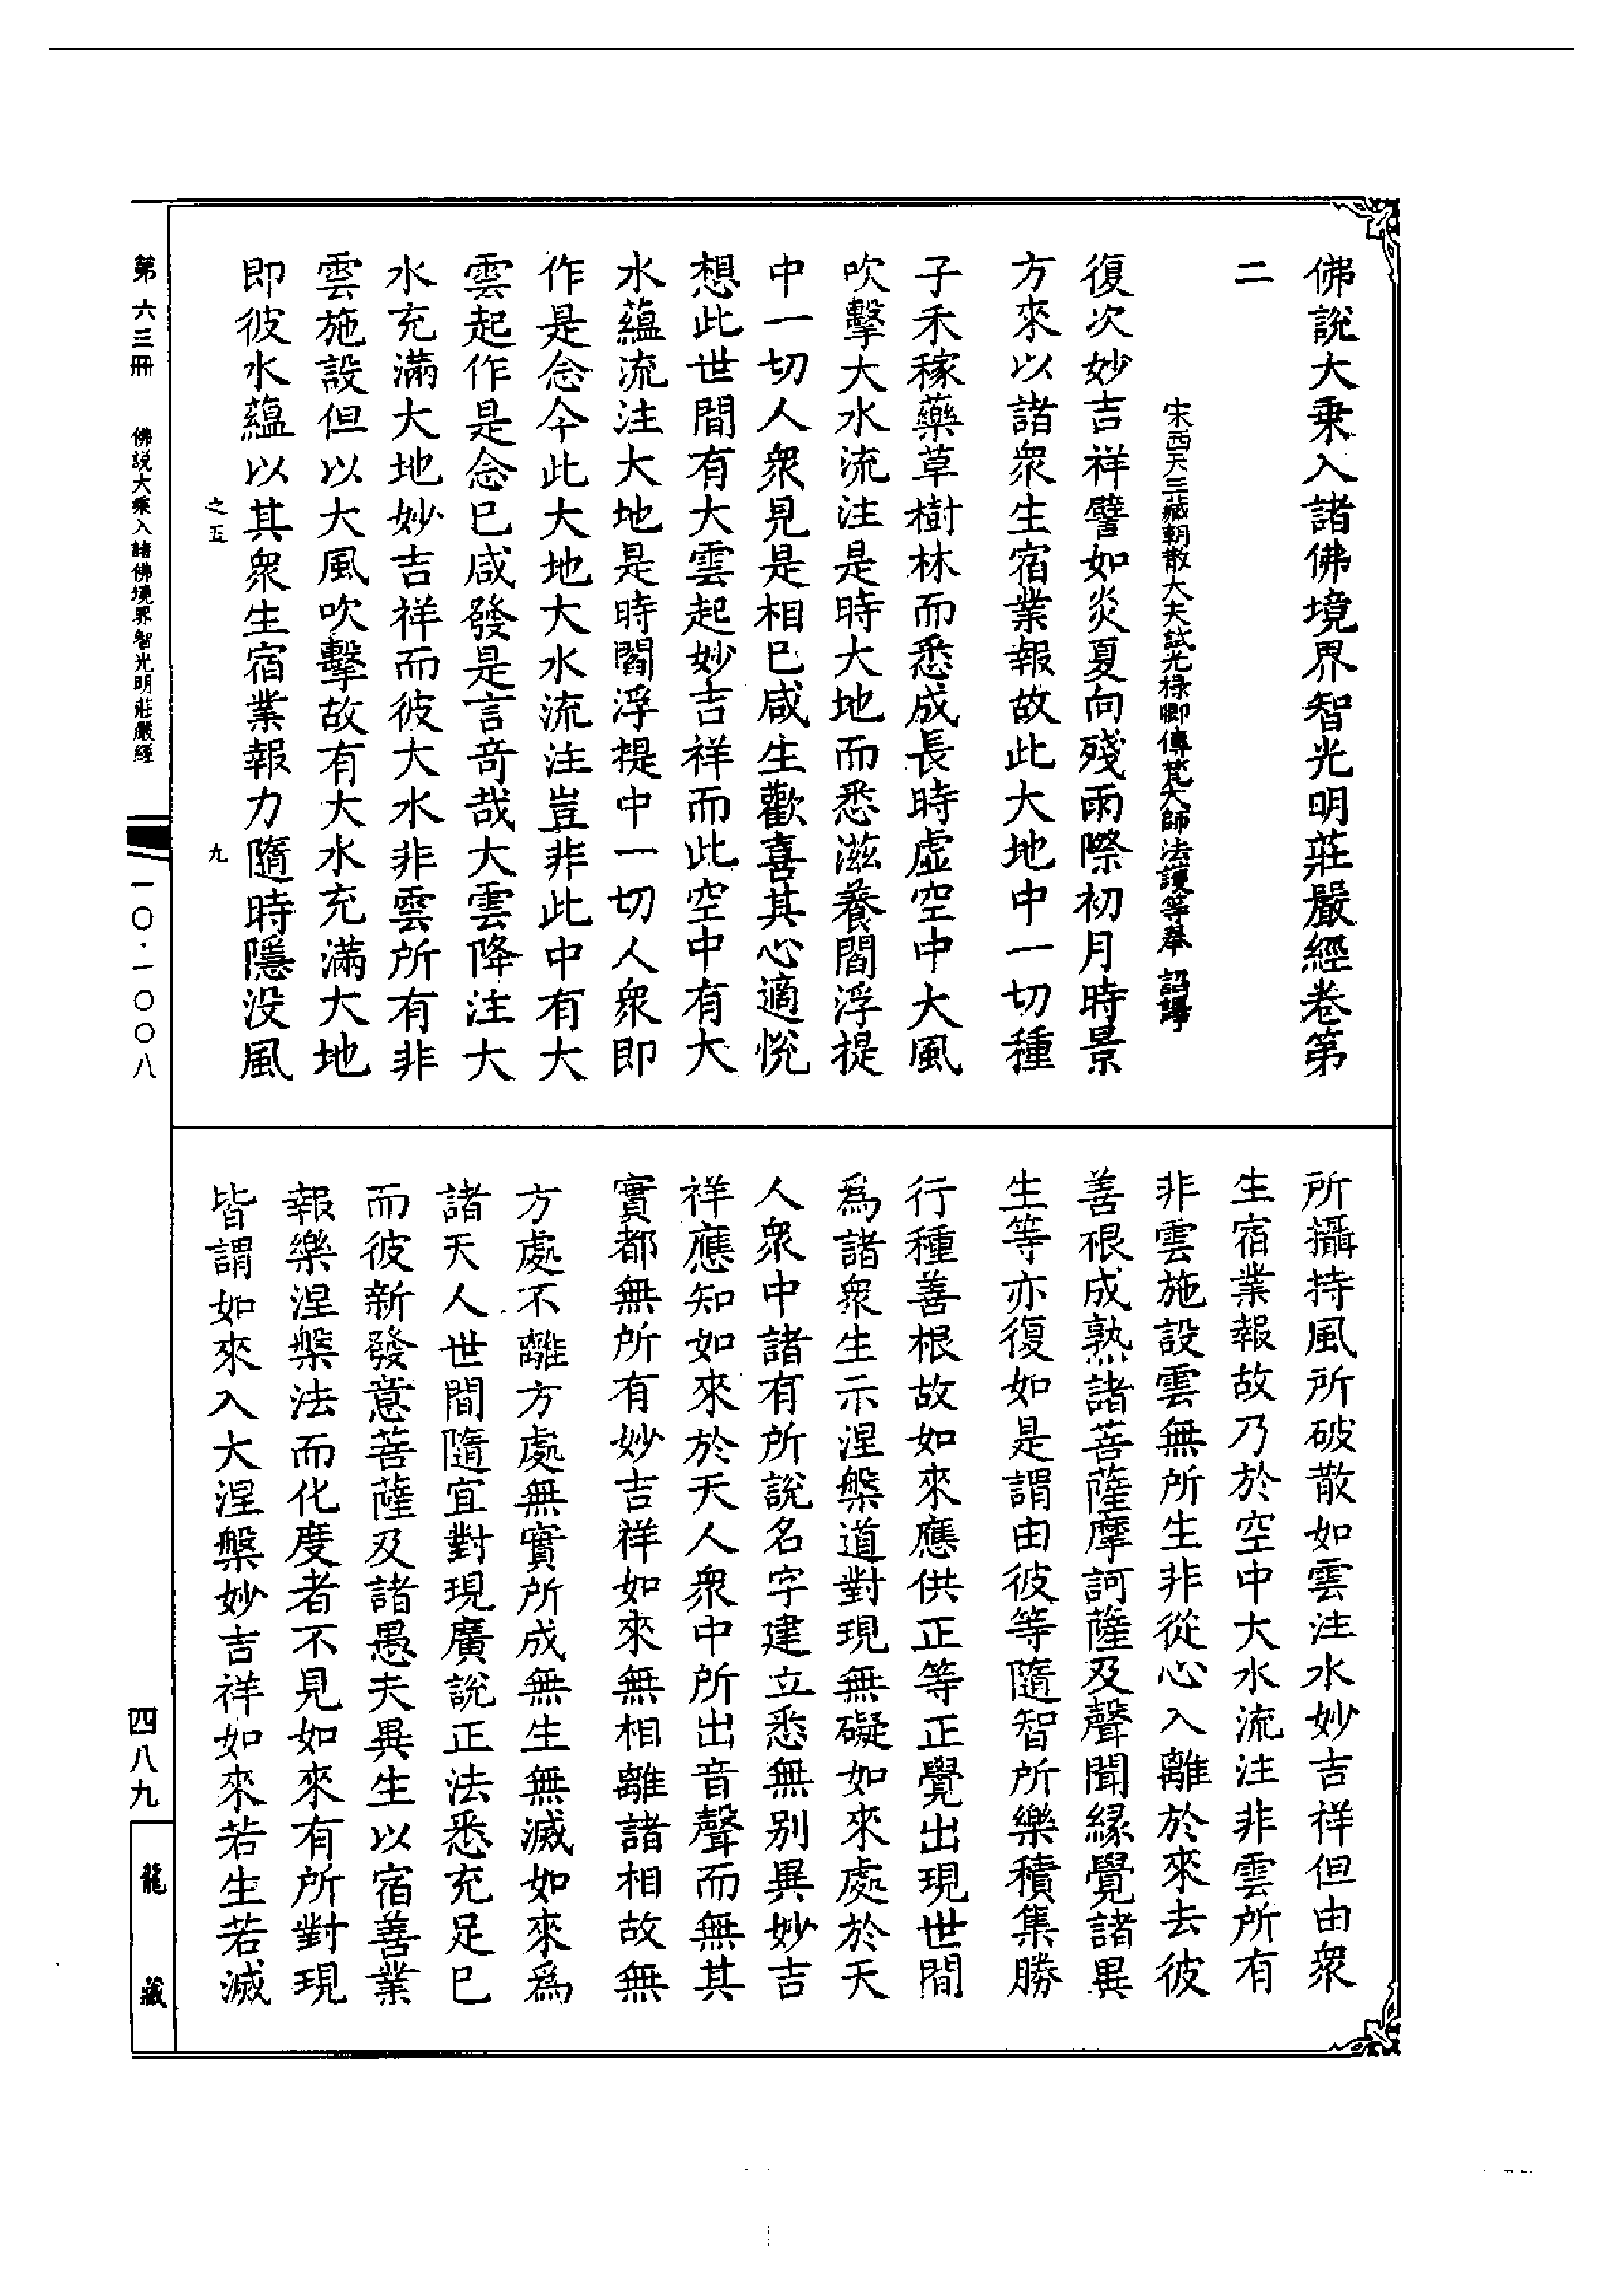 佛說大乘入諸佛境界智光明莊嚴經卷第
二
宋西天三藏朝散大夫試光祿卿傳梵大師法護等奉 詔譯
復次妙吉祥譬如炎夏向殘雨際初月時景
方來以諸衆生宿業報故此大地中一切種
子禾稼藥草樹林而悉成長時虛空中大風
吹擊大水流注是時大地而悉滋養閻浮提
中一切人衆見是相已咸生歡喜其心適悅
想此世間有大雲起妙吉祥而此空中有大
水蘊流注大地是時閻浮提中一切人衆即
作是念今此大地大水流注豈非此中有大
雲起作是念已咸發是言奇哉大雲降注大
水充滿大地妙吉祥而彼大水非雲所有非
雲施設但以大風吹擊故有大水充滿大地
即彼水蘊以其衆生宿業報力隨時隱没風
之五 九
所攝持風所破散如雲注水妙吉祥但由衆
生宿業報故乃於空中大水流注非雲所有
非雲施設雲無所生非從心入離於來去彼
善根成熟諸菩薩摩訶薩及聲聞緣覺諸異
生等亦復如是謂由彼等隨智所樂積集勝
行種善根故如來應供正等正覺出現世間
爲諸衆生示涅槃道對現無礙如來處於天
人衆中諸有所說名字建立悉無別異妙吉
祥應知如來於天人衆中所出音聲而無其
實都無所有妙吉祥如來無相離諸相故無
方處不離方處無實所成無生無滅如來爲
諸天人世間隨宜對現廣說正法悉充足已
而彼新發意菩薩及諸愚夫異生以宿善業
報樂涅槃法而化度者不見如來有所對現
皆謂如來入大涅槃妙吉祥如來若生若滅
第六三冊 佛說大乘入諸佛境界智光明莊嚴經 一〇·一〇〇八
四八九
龍藏